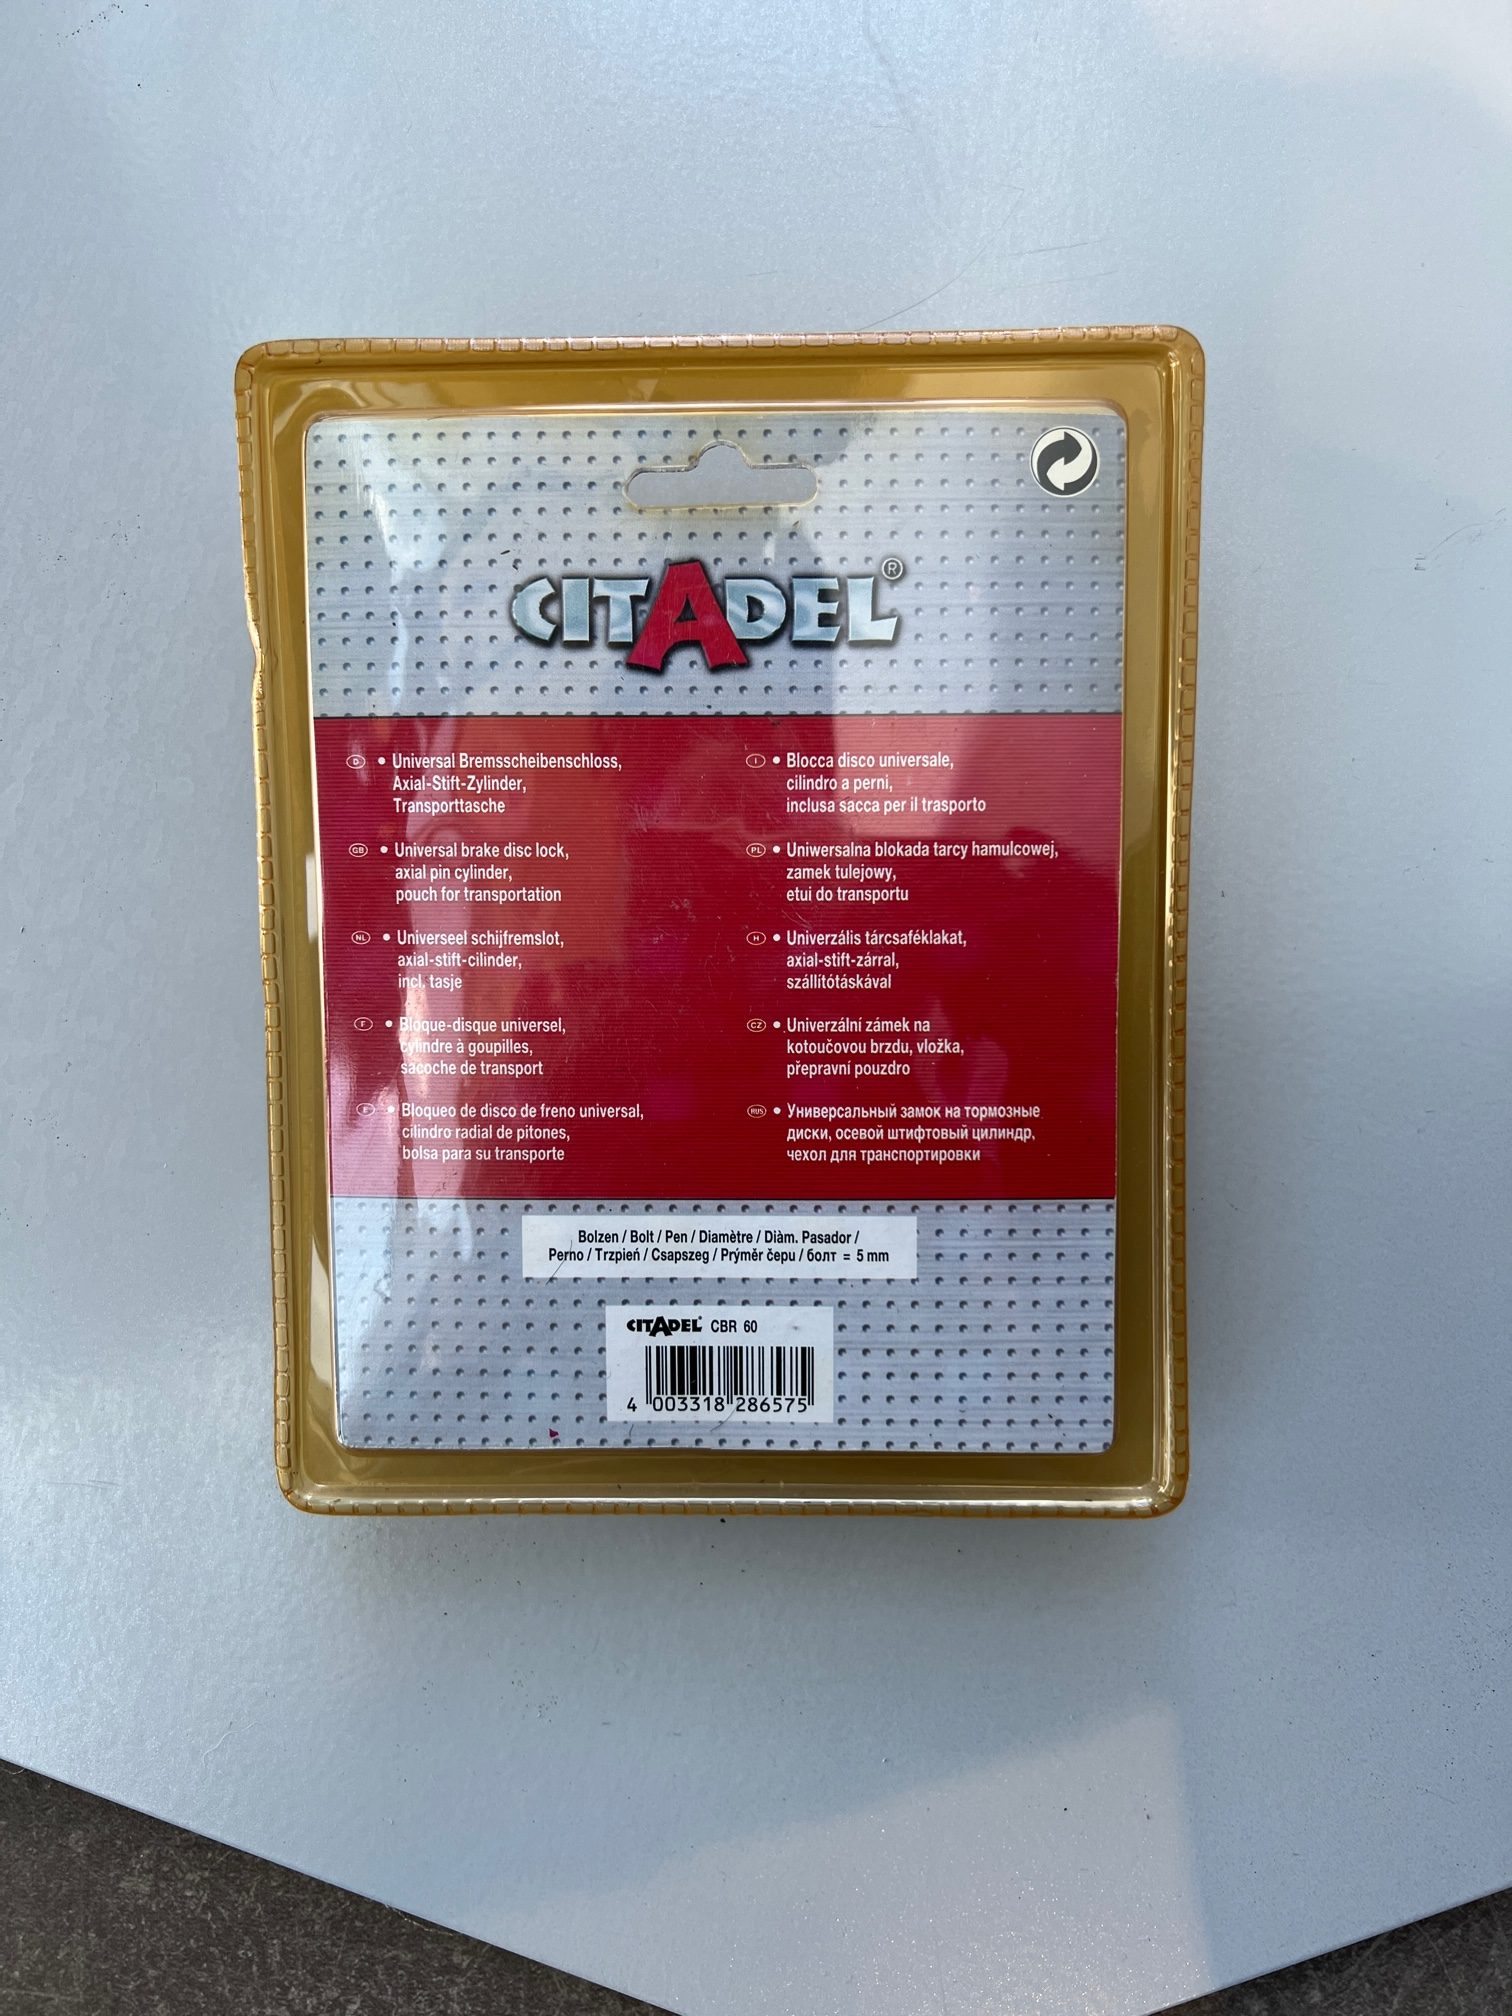 CITADEL®
D • Universal Bremsscheibenschloss,
Axial-Stift-Zylinder,
Transporttasche
GB • Universal brake disc lock,
axial pin cylinder,
pouch for transportation
NL • Universeel schijfremslot,
axial-stift-cilinder,
incl. tasje
F • Bloque-disque universel,
cylindre à goupilles,
sacoche de transport
E • Bloqueo de disco de freno universal,
cilindro radial de pitones,
bolsa para su transporte
I • Blocca disco universale,
cilindro a perni,
inclusa sacca per il trasporto
PL • Uniwersalna blokada tarcy hamulcowej,
zamek tulejowy,
etui do transportu
H • Univerzális tárcsaféklakat,
axial-stift-zárral,
szállítótáskával
CZ • Univerzální zámek na
kotoučovou brzdu, vložka,
přepravní pouzdro
RUS • Универсальный замок на тормозные
диски, осевой штифтовый цилиндр,
чехол для транспортировки
Bolzen / Bolt / Pen / Diamètre / Diàm. Pasador /
Perno / Trzpień / Csapszeg / Prýměr čepu / болт = 5 mm
CITADEL® CBR 60
4 003318 286575